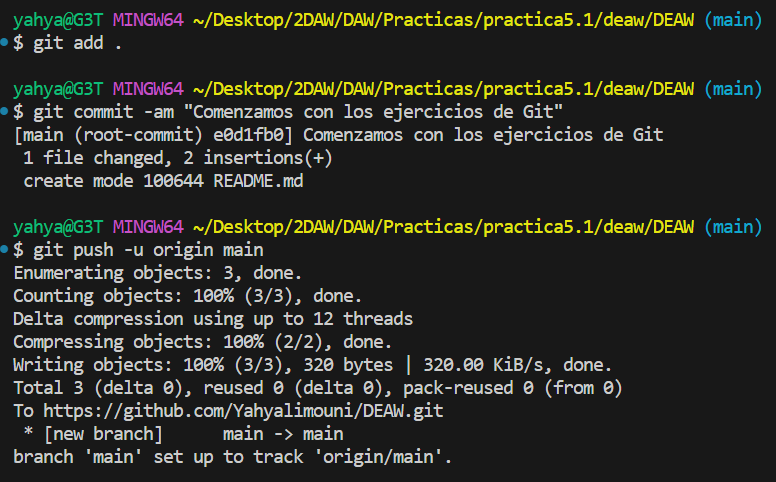 yahya@G3T MINGW64 ~/Desktop/2DAW/DAW/Practicas/practica5.1/deaw/DEAW (main)
$ git add .
yahya@G3T MINGW64 ~/Desktop/2DAW/DAW/Practicas/practica5.1/deaw/DEAW (main)
$ git commit -am "Comenzamos con los ejercicios de Git"
[main (root-commit) e0d1fb0] Comenzamos con los ejercicios de Git
 1 file changed, 2 insertions(+)
 create mode 100644 README.md
yahya@G3T MINGW64 ~/Desktop/2DAW/DAW/Practicas/practica5.1/deaw/DEAW (main)
$ git push -u origin main
Enumerating objects: 3, done.
Counting objects: 100% (3/3), done.
Delta compression using up to 12 threads
Compressing objects: 100% (2/2), done.
Writing objects: 100% (3/3), 320 bytes | 320.00 KiB/s, done.
Total 3 (delta 0), reused 0 (delta 0), pack-reused 0 (from 0)
To https://github.com/Yahyalimouni/DEAW.git
 * [new branch]      main -> main
branch 'main' set up to track 'origin/main'.